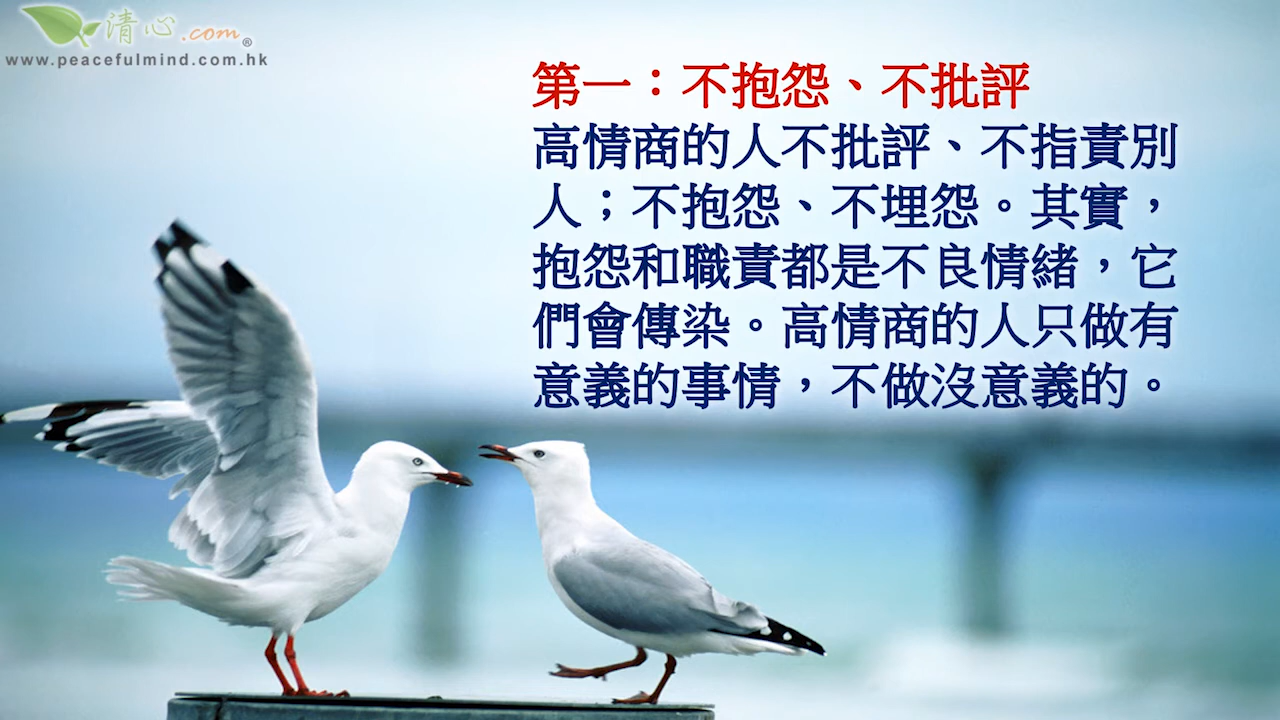 清心.com®
www.peacefulmind.com.hk
第一：不抱怨、不批評
高情商的人不批評、不指責別
人；不抱怨、不埋怨。其實，
抱怨和職責都是不良情緒，它
們會傳染。高情商的人只做有
意義的事情，不做沒意義的。